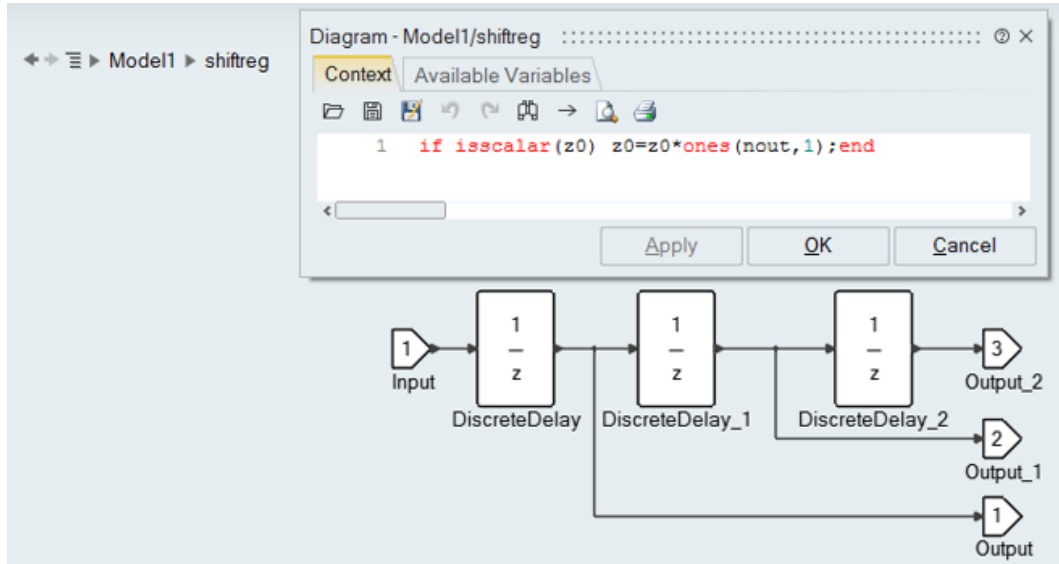 Diagram - Model1/shiftreg
Model1 shiftreg
Context Available Variables
1 if isscalar(z0) z0=z0*ones(nout,1);end
Apply OK Cancel
1 1 1
1 z z z 3
Input Output_2
DiscreteDelay DiscreteDelay_1 DiscreteDelay_2
2
Output_1
1
Output